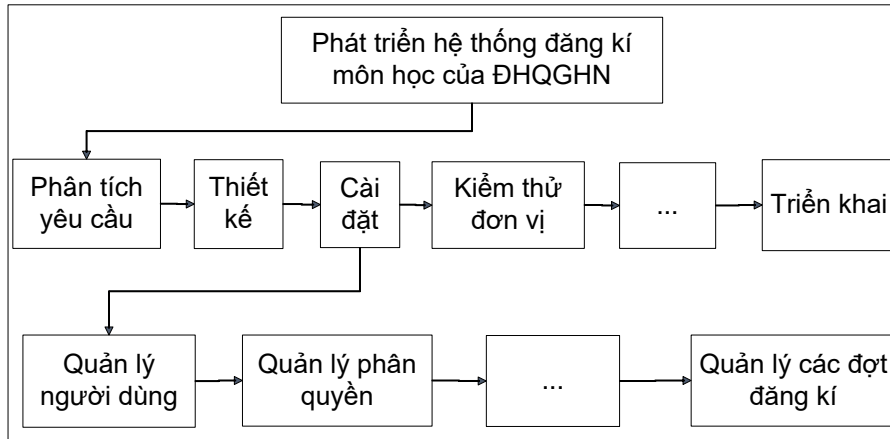 Phát triển hệ thống đăng kí
môn học của ĐHQGHN
Phân tích
yêu cầu
Thiết
kế
Cài
đặt
Kiểm thử
đơn vị
...
Triển khai
Quản lý
người dùng
Quản lý phân
quyền
...
Quản lý các đợt
đăng kí